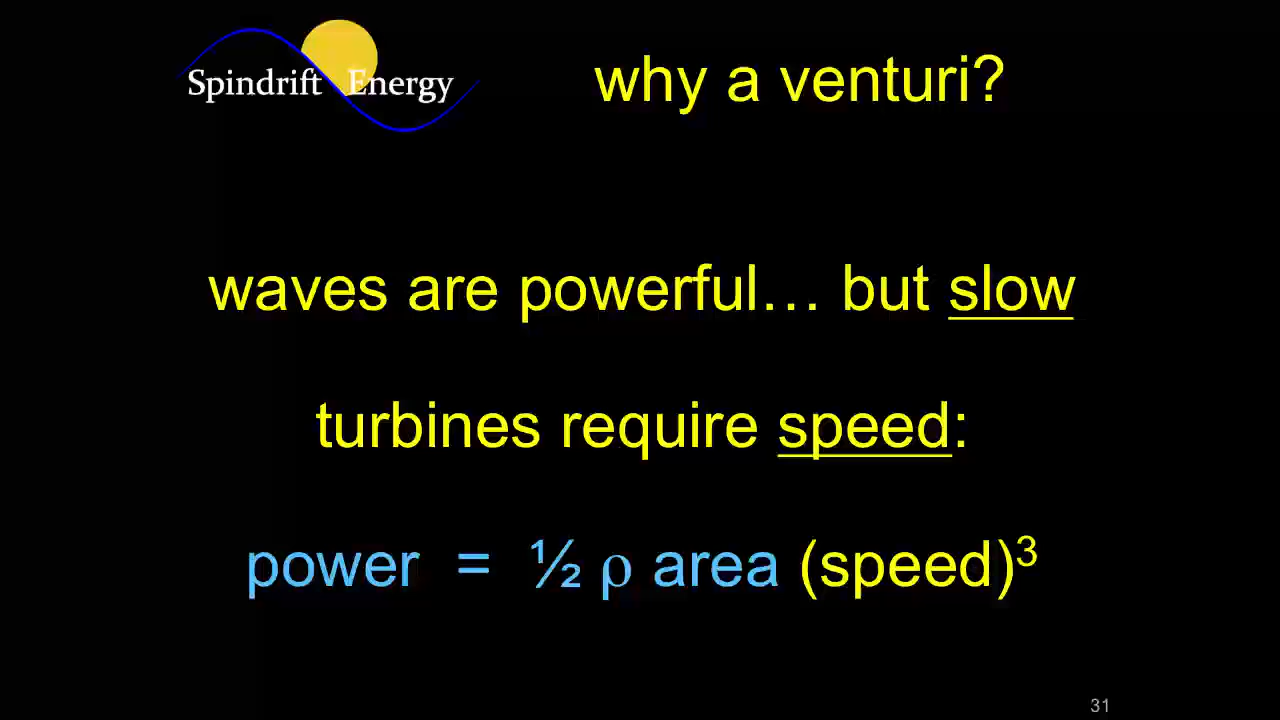 Spindrift Energy
why a venturi?
waves are powerful… but slow
turbines require speed:
power = ½ ρ area (speed)³
31